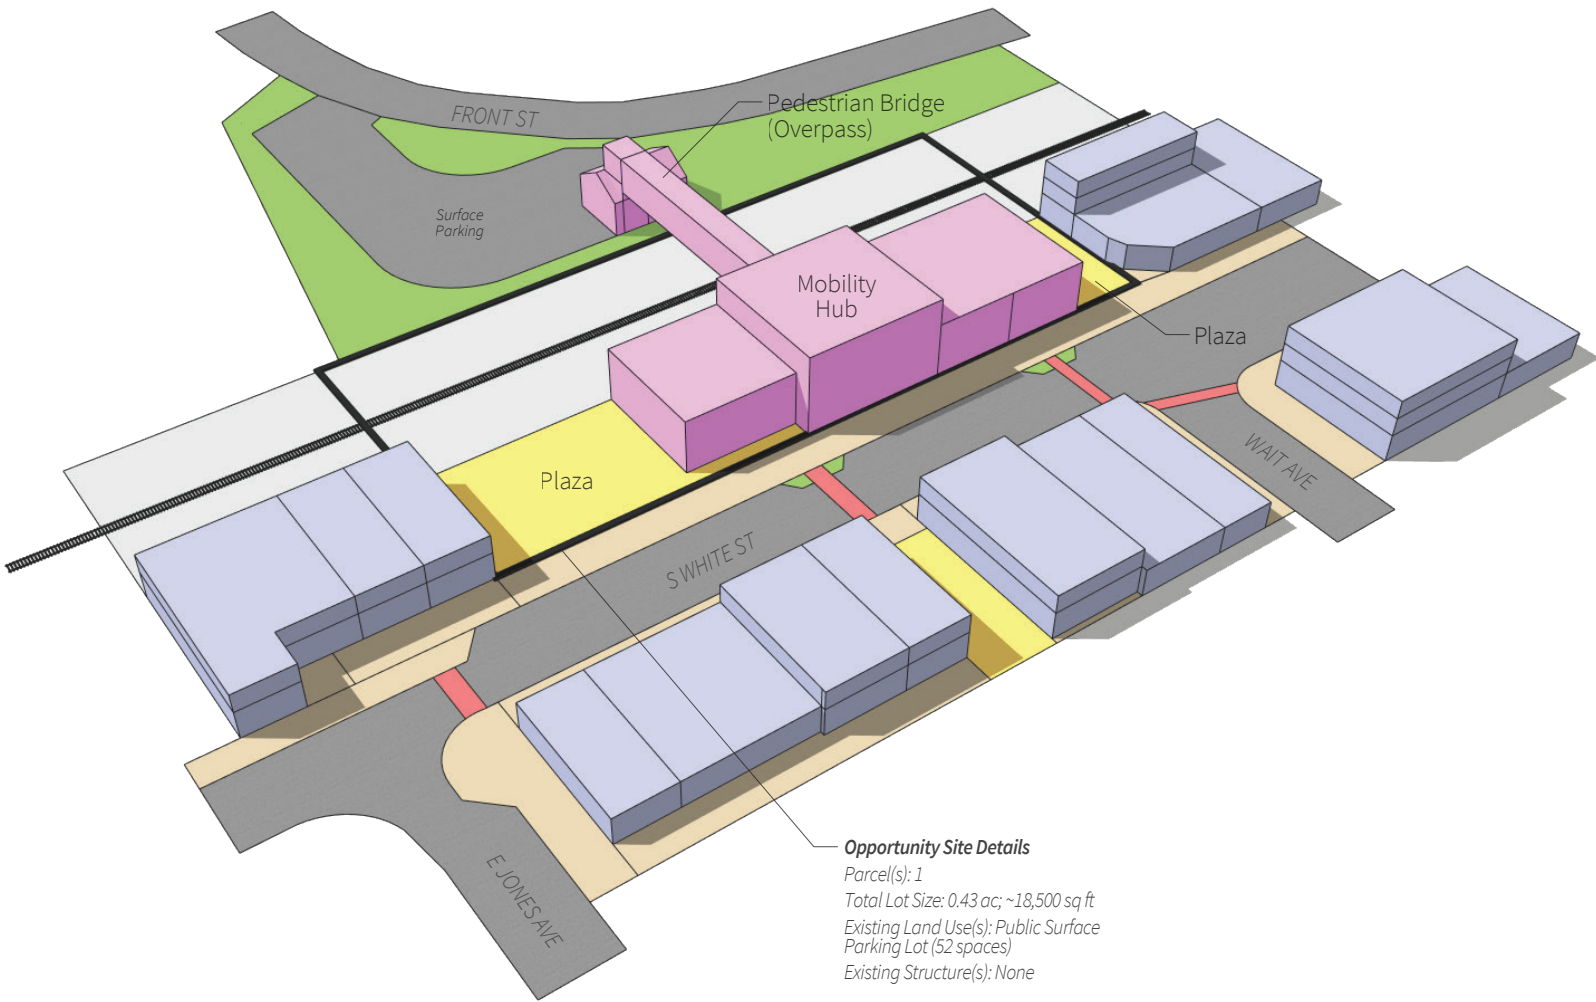 FRONT ST
Pedestrian Bridge
(Overpass)
Surface
Parking
Mobility
Hub
Plaza
Plaza
WAIT AVE
S WHITE ST
E JONES AVE
Opportunity Site Details
Parcel(s): 1
Total Lot Size: 0.43 ac; ~18,500 sq ft
Existing Land Use(s): Public Surface
Parking Lot (52 spaces)
Existing Structure(s): None